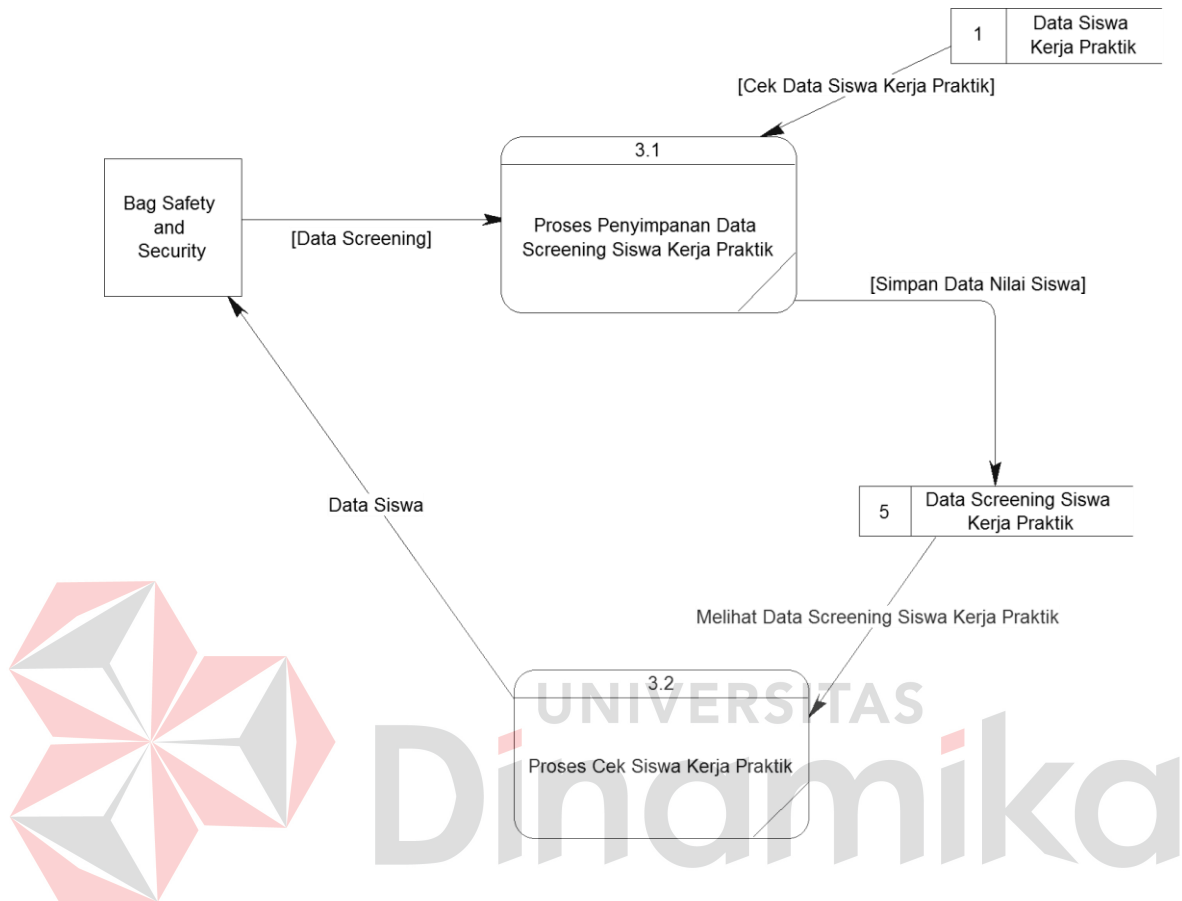 1
Data Siswa
Kerja Praktik
[Cek Data Siswa Kerja Praktik]
3.1
Proses Penyimpanan Data
Screening Siswa Kerja Praktik
Bag Safety
and
Security
[Data Screening]
[Simpan Data Nilai Siswa]
5
Data Screening Siswa
Kerja Praktik
Data Siswa
Melihat Data Screening Siswa Kerja Praktik
3.2
Proses Cek Siswa Kerja Praktik
UNIVERSITAS
Dinamika